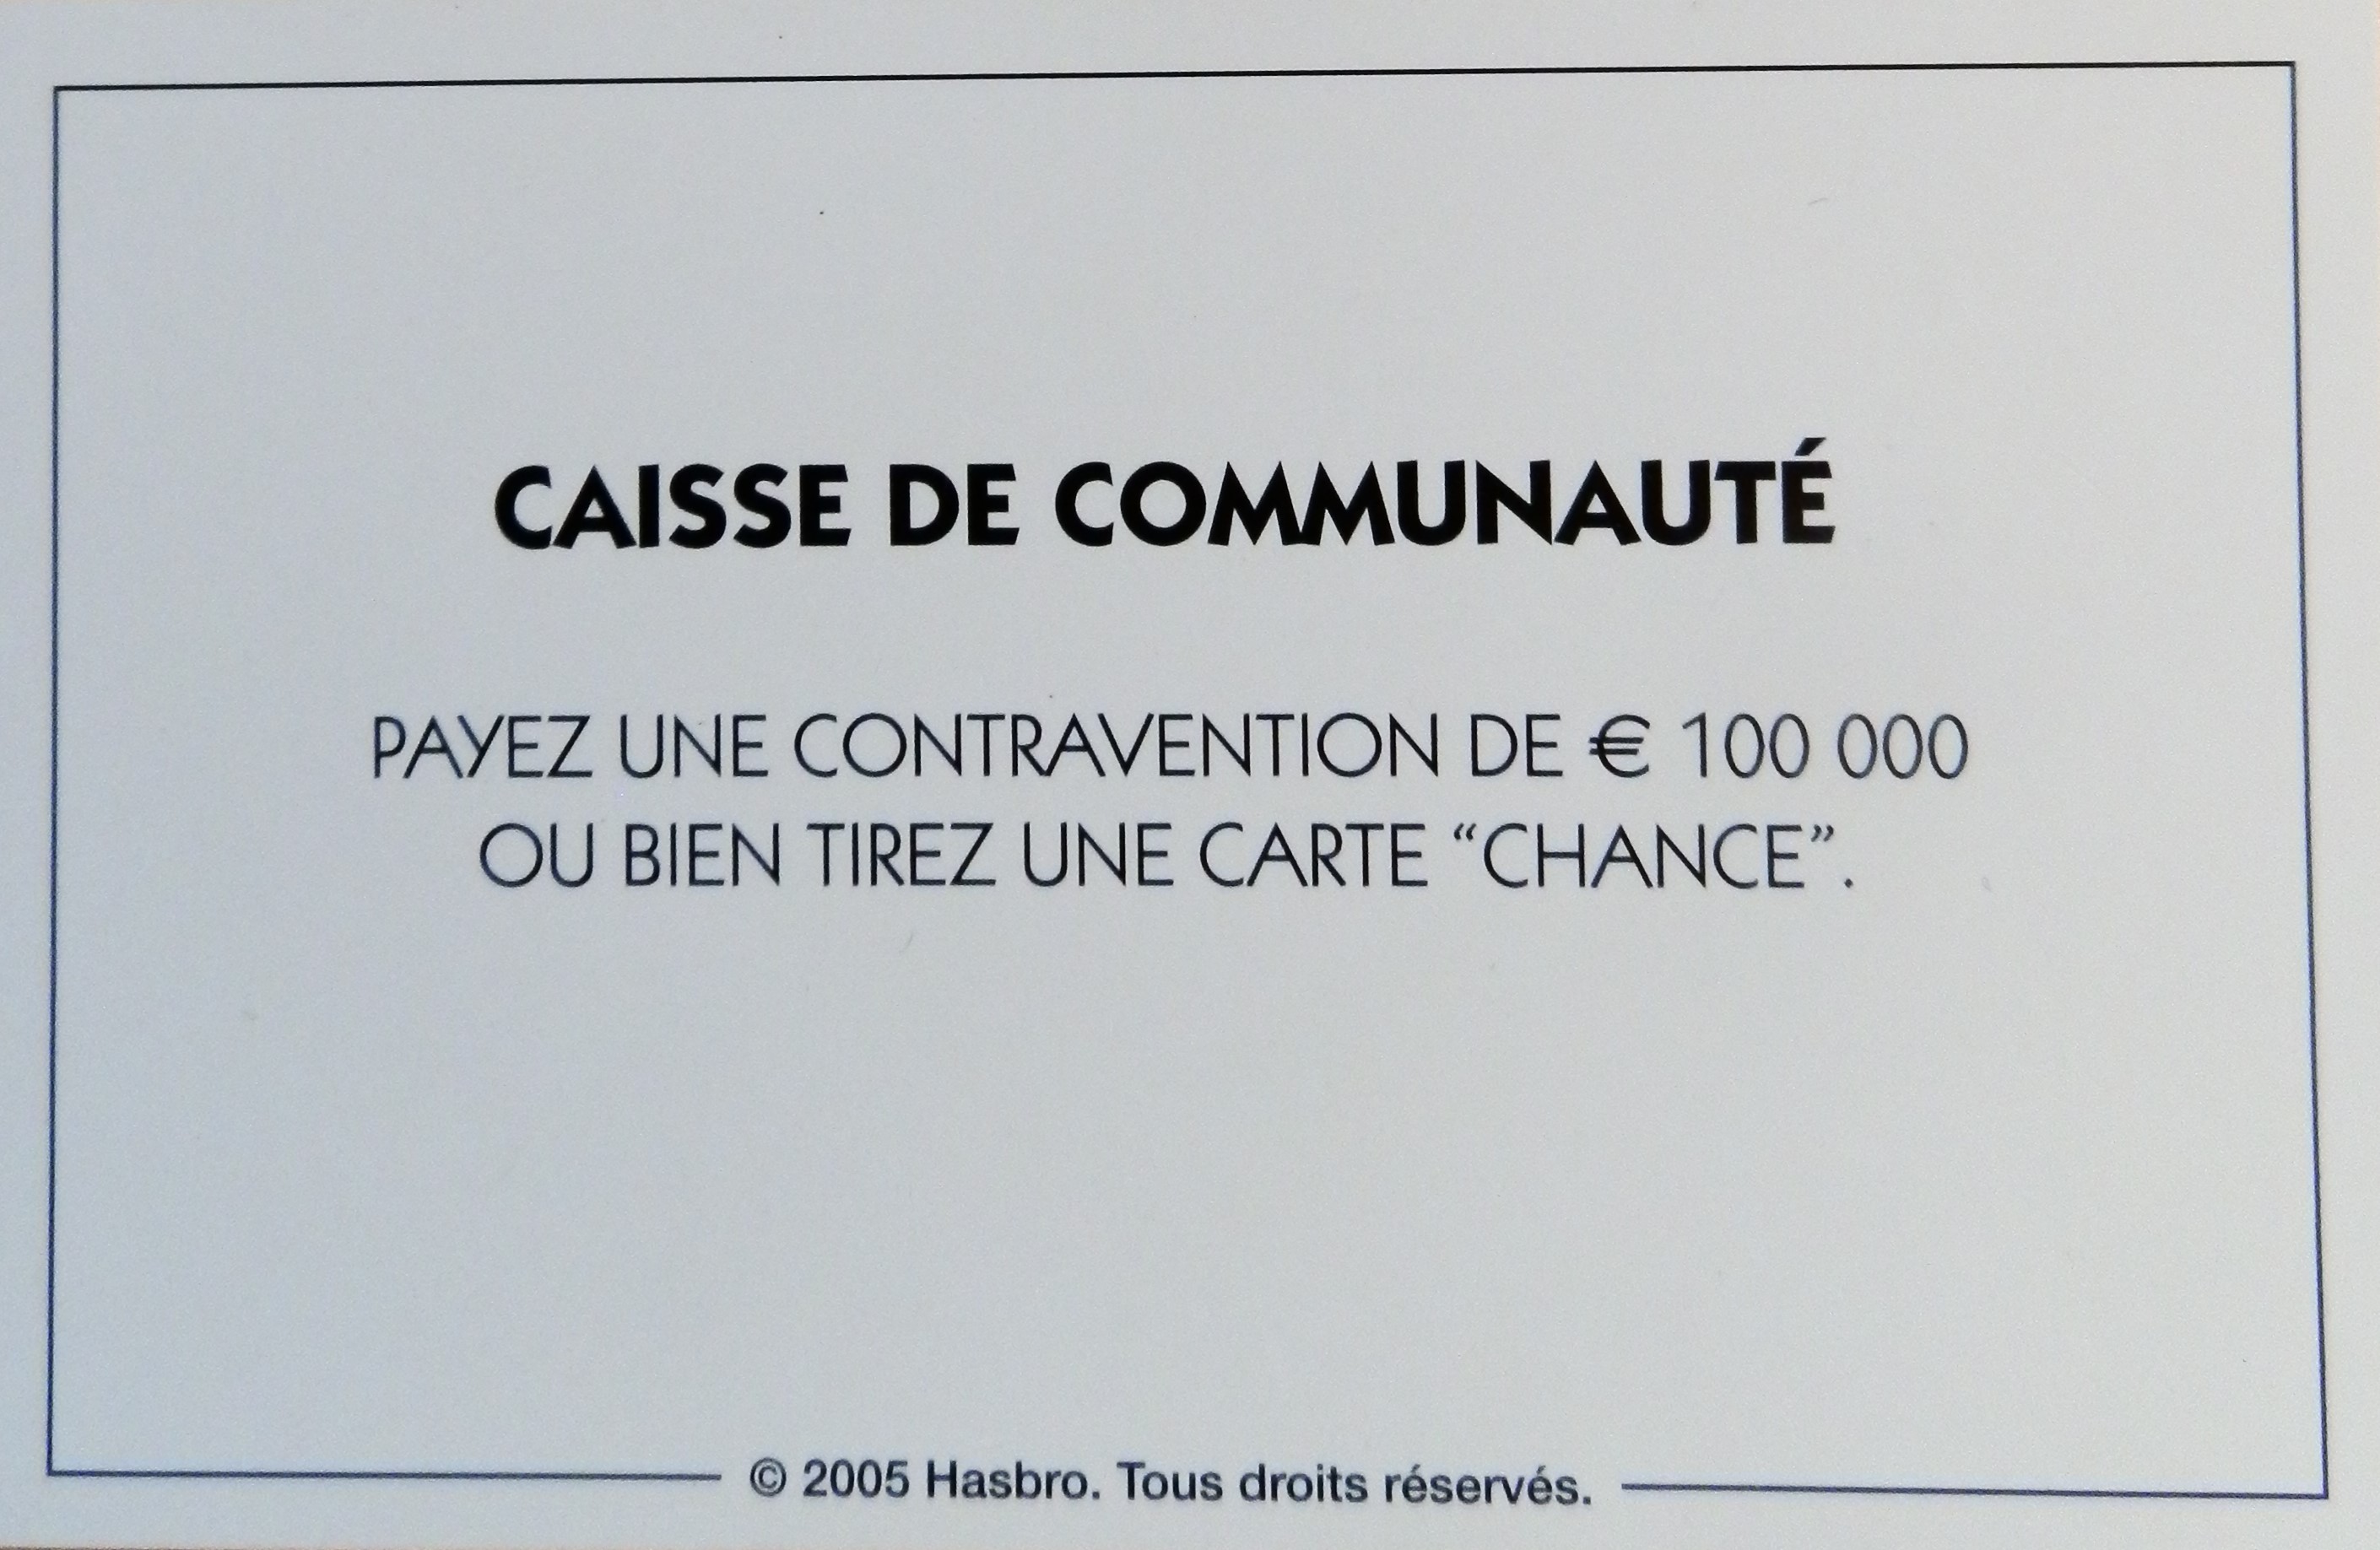 CAISSE DE COMMUNAUTÉ
PAYEZ UNE CONTRAVENTION DE € 100 000
OU BIEN TIREZ UNE CARTE “CHANCE”.
© 2005 Hasbro. Tous droits réservés.